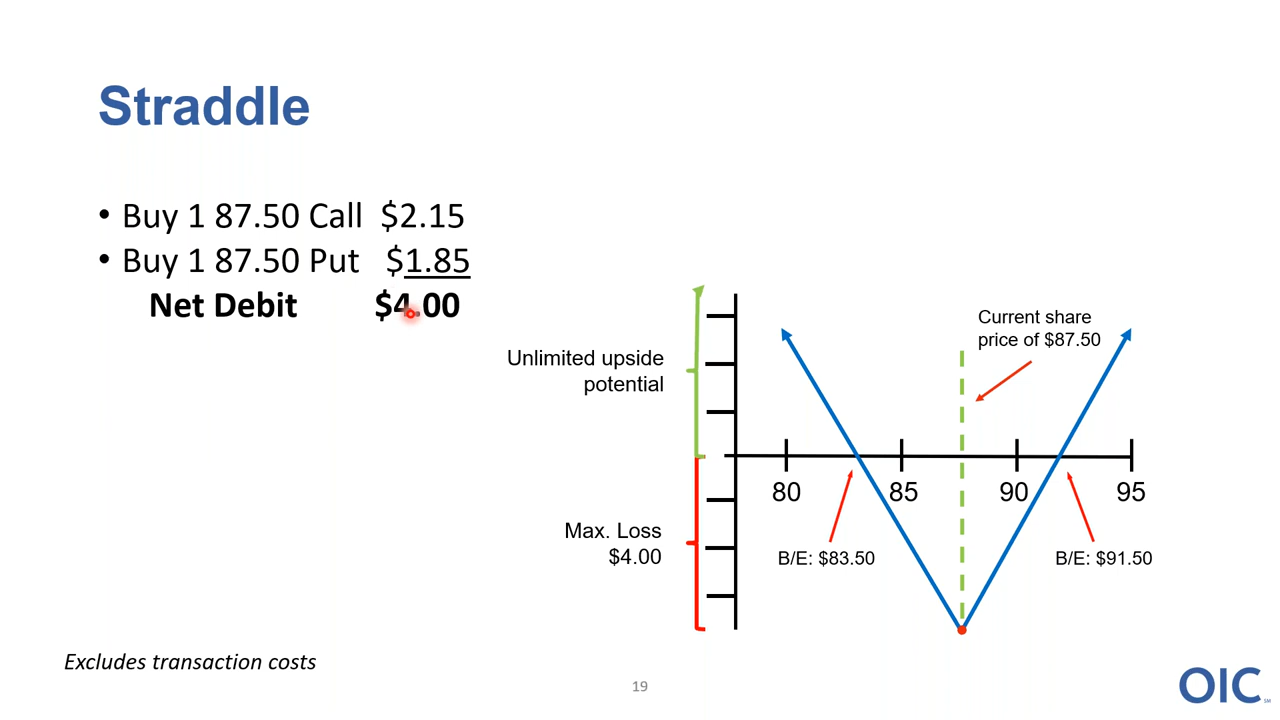 Straddle
• Buy 1 87.50 Call $2.15
• Buy 1 87.50 Put $1.85
Net Debit $4.00
Unlimited upside
potential
Max. Loss
$4.00
Current share
price of $87.50
80 85 90 95
B/E: $83.50
B/E: $91.50
Excludes transaction costs
19
OIC